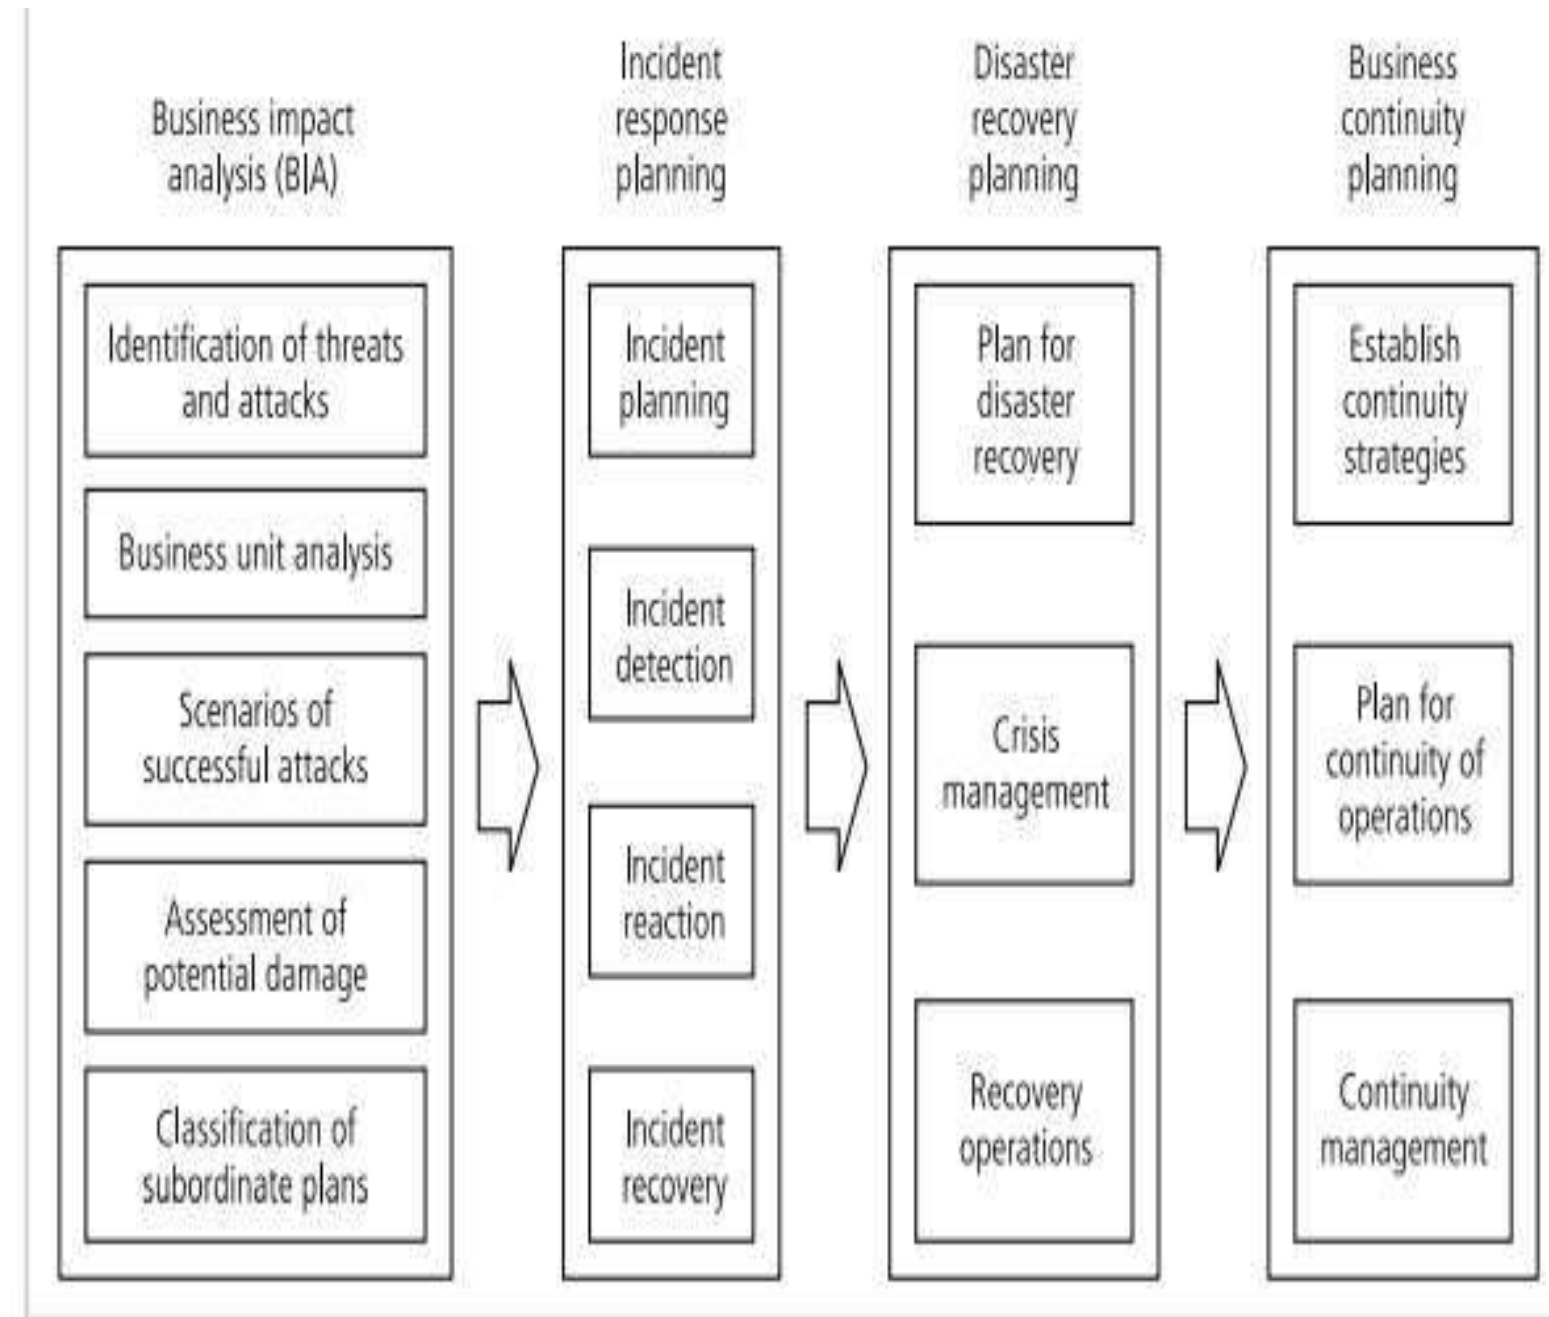 Business impact
analysis (BIA)
Identification of threats
and attacks
Business unit analysis
Scenarios of
successful attacks
Assessment of
potential damage
Classification of
subordinate plans
Incident
response
planning
Incident
planning
Incident
detection
Incident
reaction
Incident
recovery
Disaster
recovery
planning
Plan for
disaster
recovery
Crisis
management
Recovery
operations
Business
continuity
planning
Establish
continuity
strategies
Plan for
continuity of
operations
Continuity
management